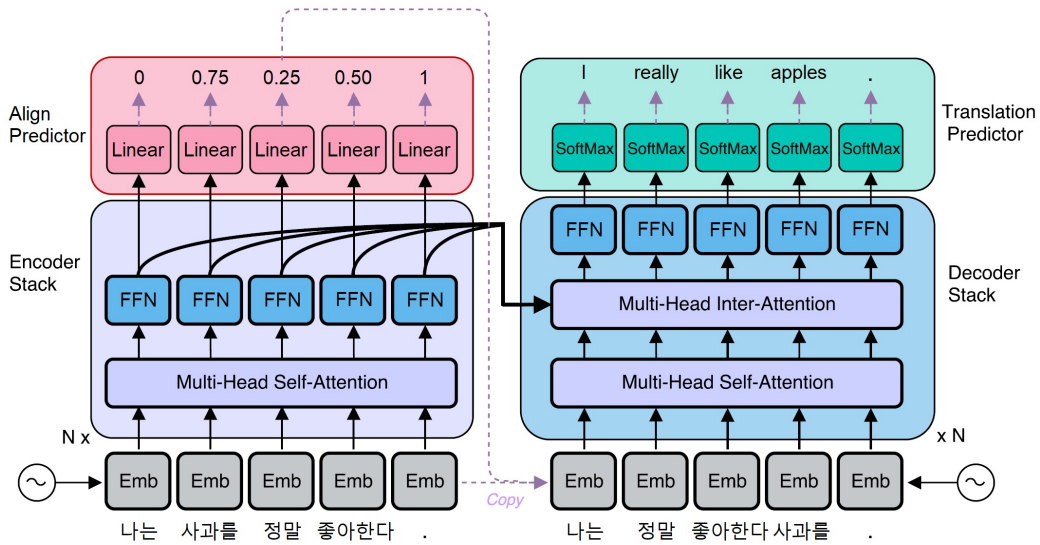 0 0.75 0.25 0.50 1
Align
Predictor
Linear Linear Linear Linear Linear
Encoder
Stack
FFN FFN FFN FFN FFN
Multi-Head Self-Attention
N x
Emb Emb Emb Emb Emb
나는 사과를 정말 좋아한다 .
Copy
I really like apples .
Translation
Predictor
SoftMax SoftMax SoftMax SoftMax SoftMax
FFN FFN FFN FFN FFN
Decoder
Stack
Multi-Head Inter-Attention
Multi-Head Self-Attention
x N
Emb Emb Emb Emb Emb
나는 정말 좋아한다 사과를 .